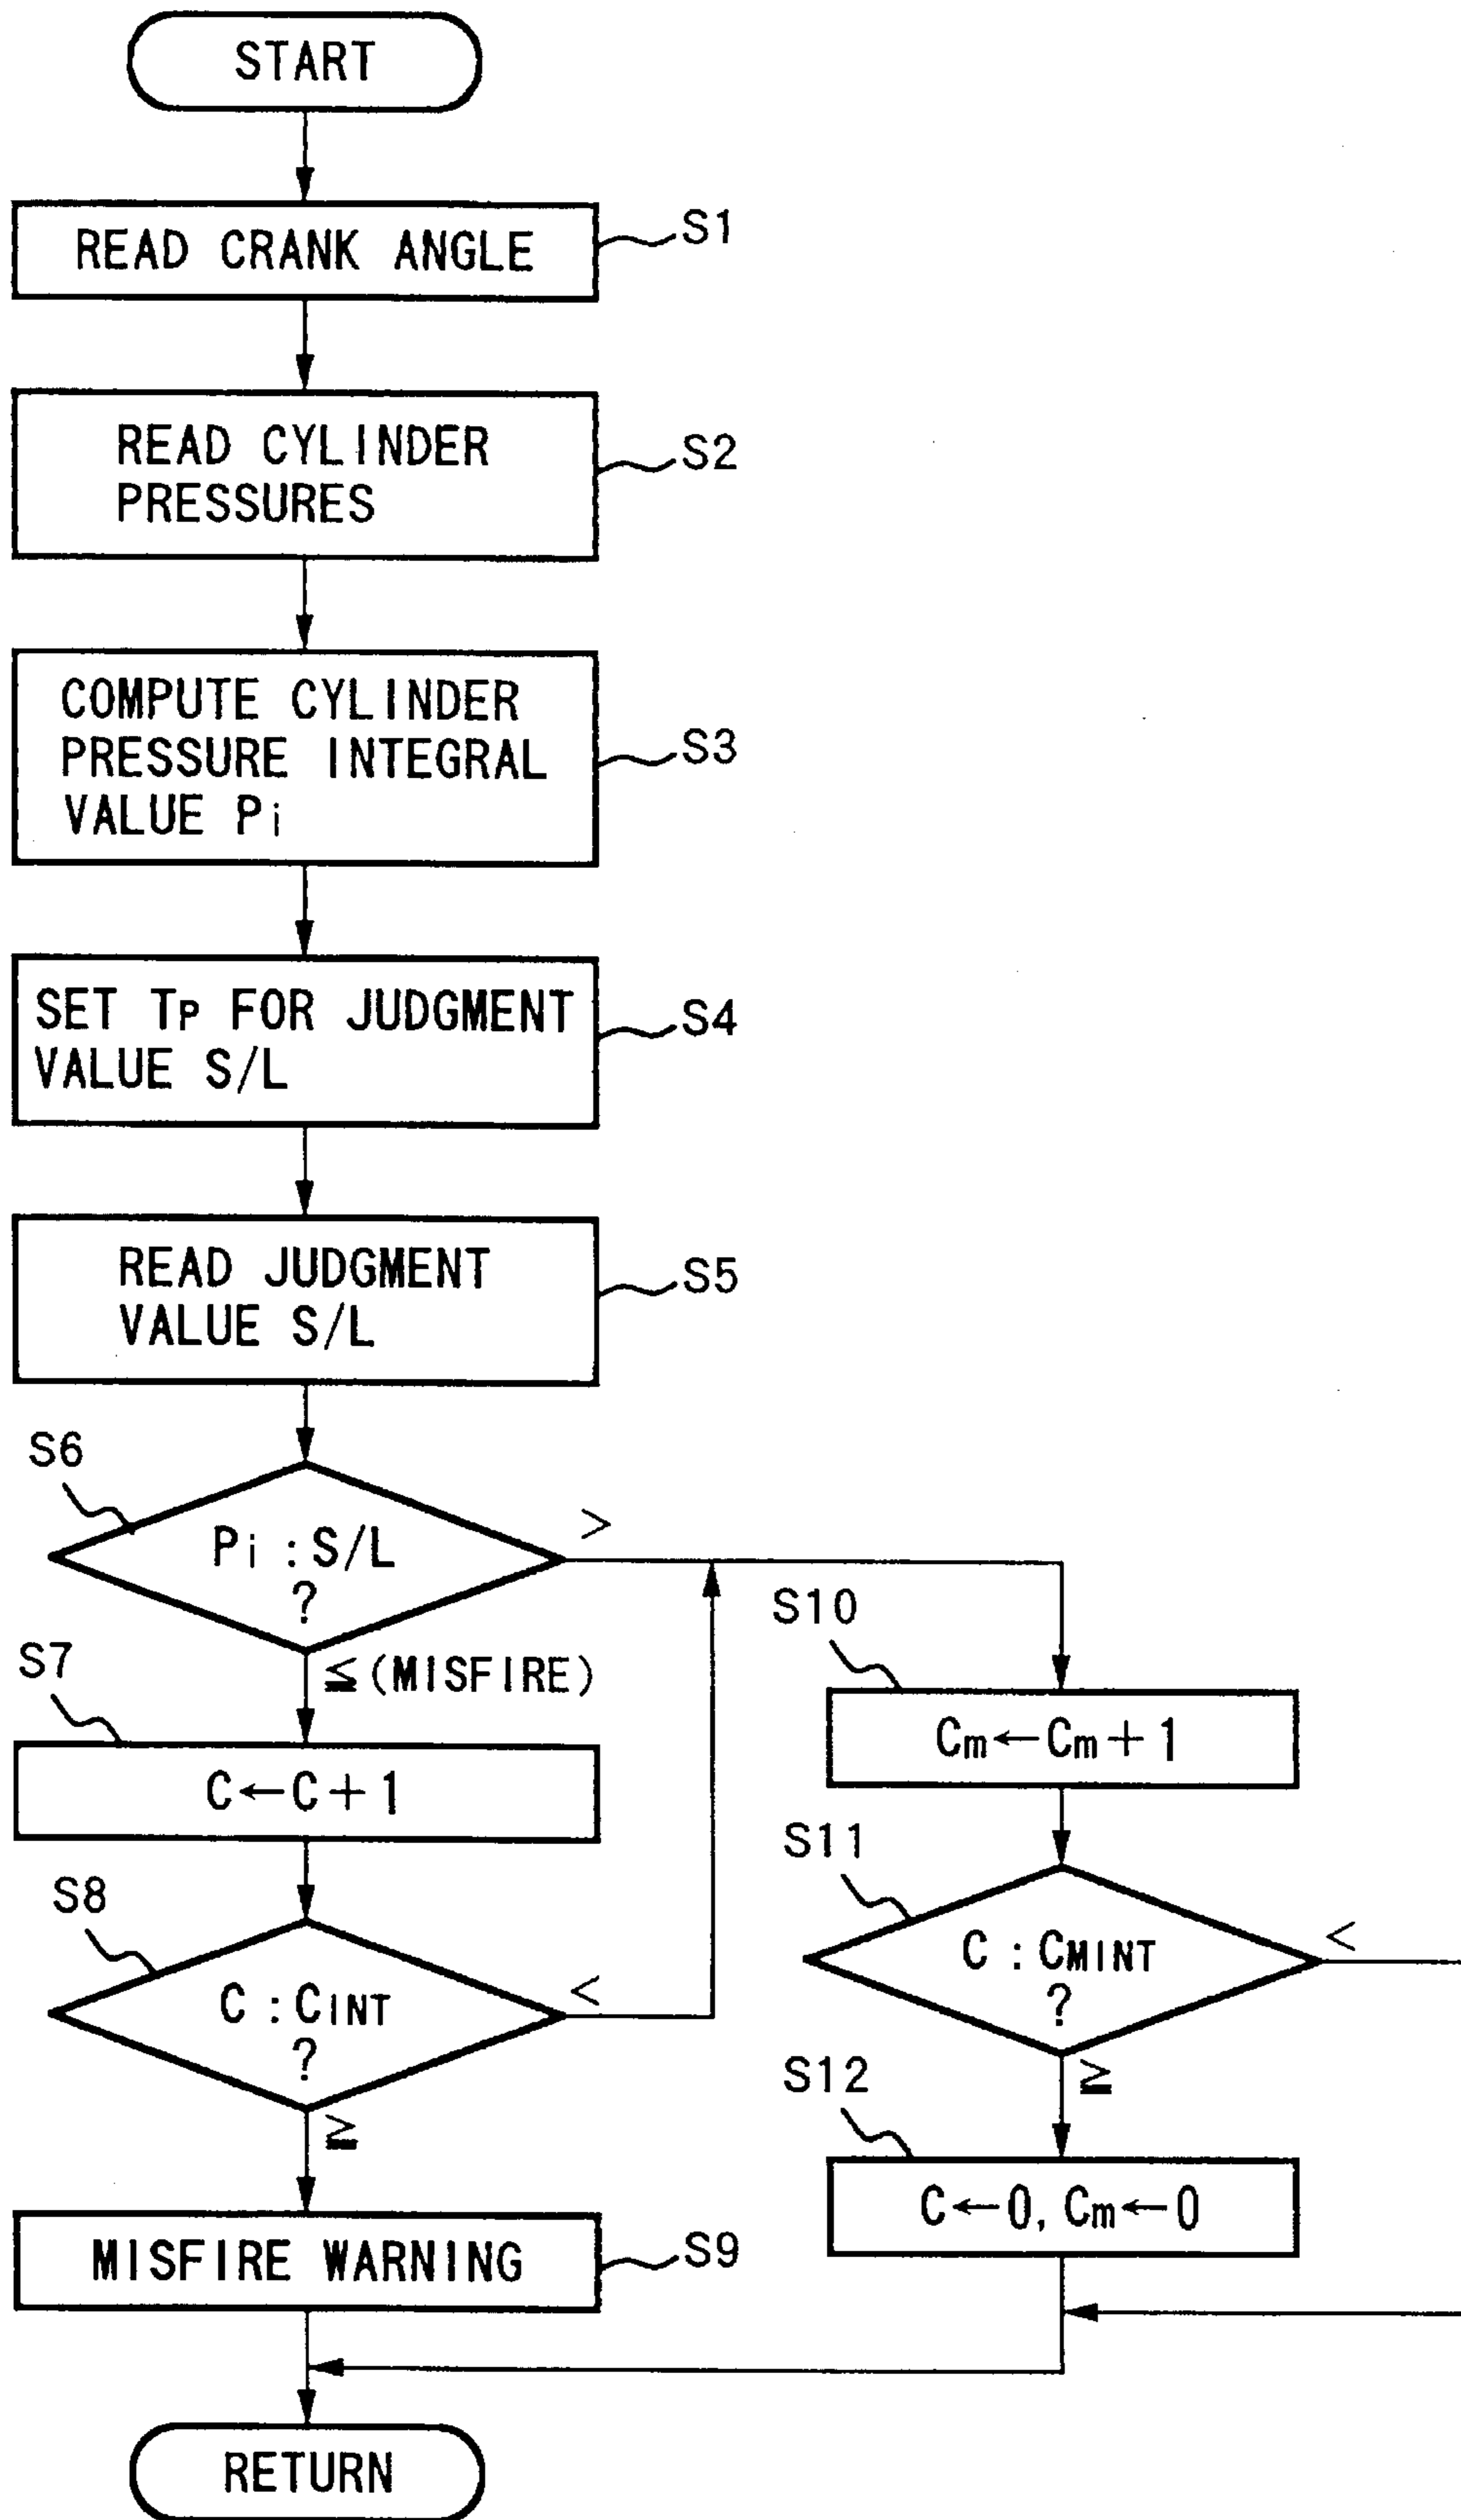 START
READ CRANK ANGLE
S1
READ CYLINDER
PRESSURES
S2
COMPUTE CYLINDER
PRESSURE INTEGRAL
VALUE Pi
S3
SET TP FOR JUDGMENT
VALUE S/L
S4
READ JUDGMENT
VALUE S/L
S5
S6
Pi : S/L
?
>
≦ (MISFIRE)
S7
C←C+1
S8
C : CINT
?
<
≧
MISFIRE WARNING
S9
S10
Cm←Cm+1
S11
C : CMINT
?
<
≧
S12
C←0, Cm←0
RETURN